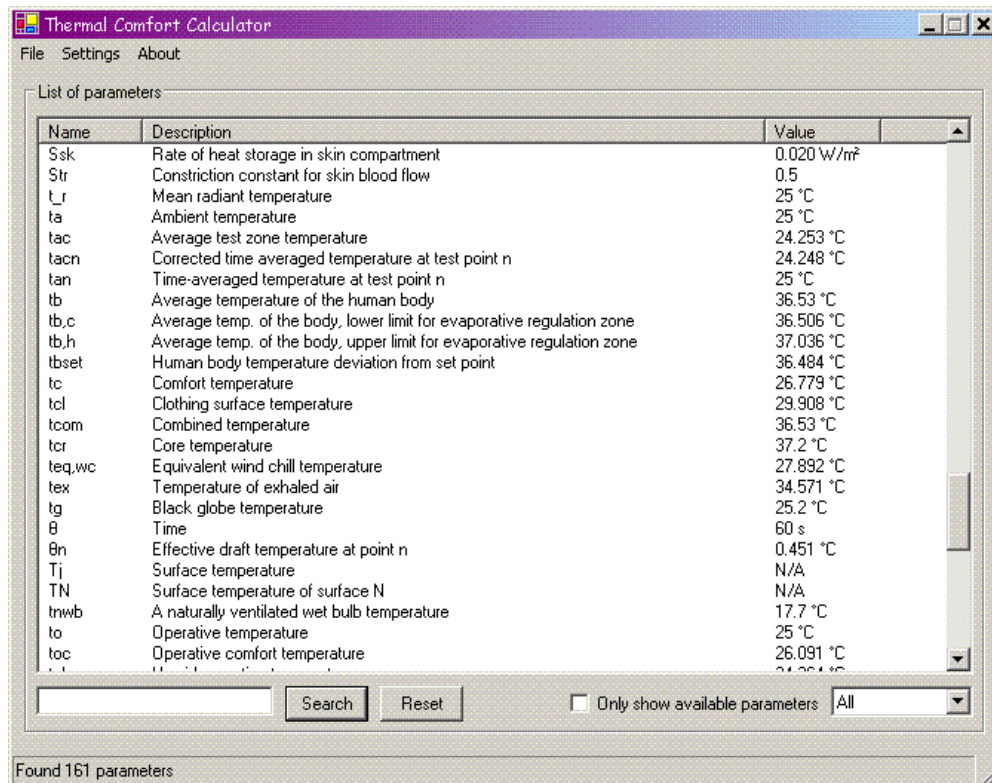 Thermal Comfort Calculator
File Settings About
List of parameters
Name Description Value
Ssk Rate of heat storage in skin compartment 0.020 W/m²
Str Constriction constant for skin blood flow 0.5
t_r Mean radiant temperature 25 °C
ta Ambient temperature 25 °C
tac Average test zone temperature 24.253 °C
tacn Corrected time averaged temperature at test point n 24.248 °C
tan Time-averaged temperature at test point n 25 °C
tb Average temperature of the human body 36.53 °C
tb,c Average temp. of the body, lower limit for evaporative regulation zone 36.506 °C
tb,h Average temp. of the body, upper limit for evaporative regulation zone 37.036 °C
tbset Human body temperature deviation from set point 36.484 °C
tc Comfort temperature 26.779 °C
tcl Clothing surface temperature 29.908 °C
tcom Combined temperature 36.53 °C
tcr Core temperature 37.2 °C
teq,wc Equivalent wind chill temperature 27.892 °C
tex Temperature of exhaled air 34.571 °C
tg Black globe temperature 25.2 °C
θ Time 60 s
θn Effective draft temperature at point n 0.451 °C
Tj Surface temperature N/A
TN Surface temperature of surface N N/A
tnwb A naturally ventilated wet bulb temperature 17.7 °C
to Operative temperature 25 °C
toc Operative comfort temperature 26.091 °C
Search Reset Only show available parameters All
Found 161 parameters